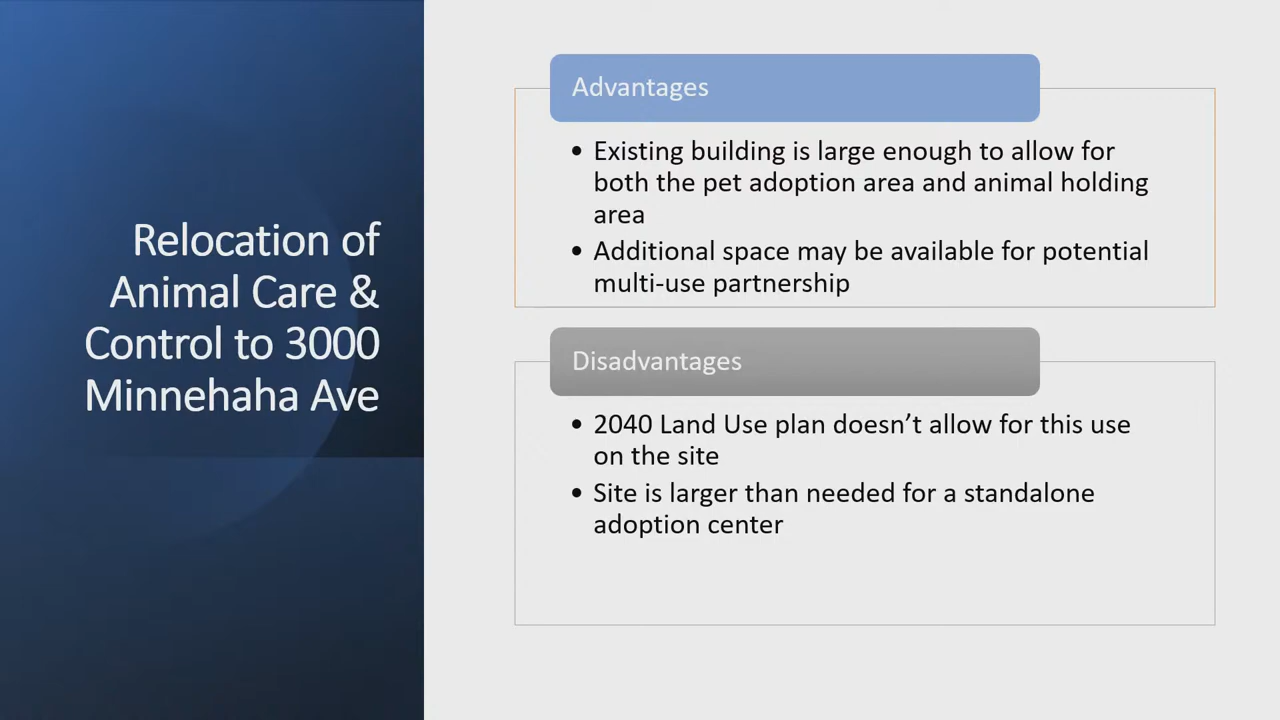 Relocation of
Animal Care &
Control to 3000
Minnehaha Ave
Advantages
• Existing building is large enough to allow for
both the pet adoption area and animal holding
area
• Additional space may be available for potential
multi-use partnership
Disadvantages
• 2040 Land Use plan doesn’t allow for this use
on the site
• Site is larger than needed for a standalone
adoption center